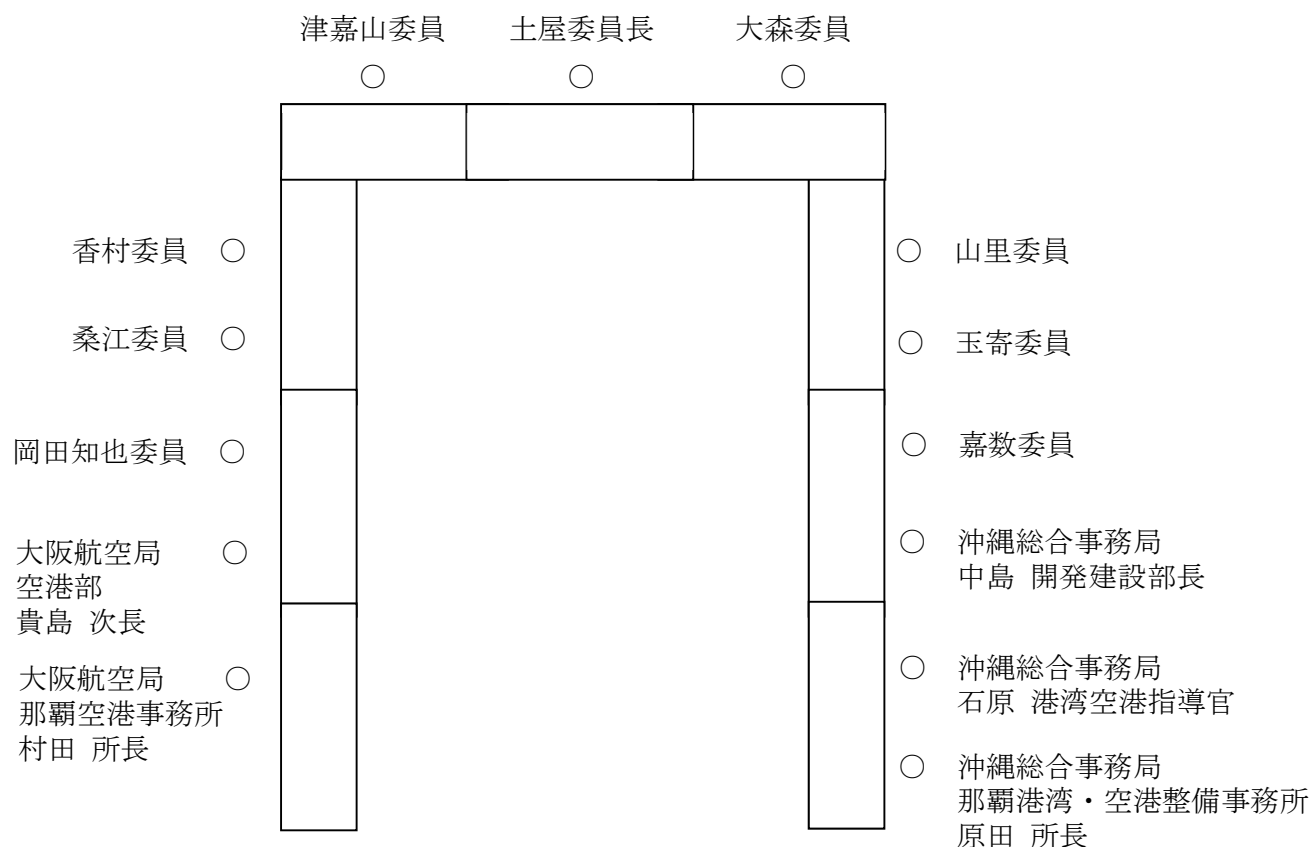 津嘉山委員 土屋委員長 大森委員
○ ○ ○
香村委員 ○
桑江委員 ○
岡田知也委員 ○
大阪航空局 ○
空港部
貴島 次長
大阪航空局 ○
那覇空港事務所
村田 所長
○ 山里委員
○ 玉寄委員
○ 嘉数委員
○ 沖縄総合事務局
中島 開発建設部長
○ 沖縄総合事務局
石原 港湾空港指導官
○ 沖縄総合事務局
那覇港湾・空港整備事務所
原田 所長